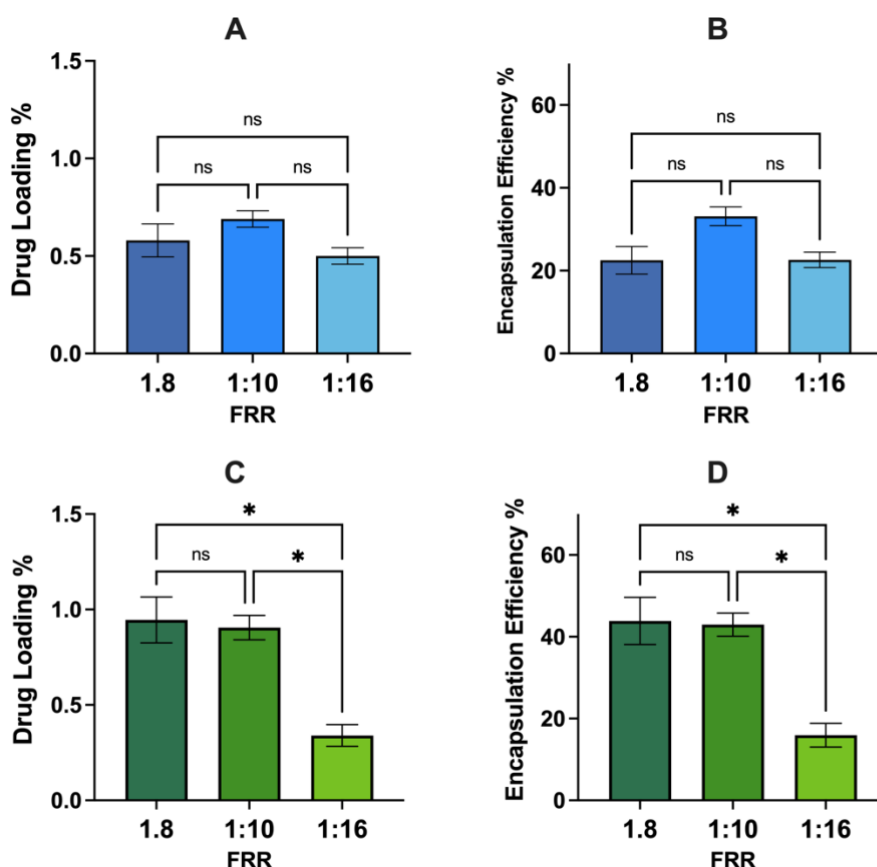 A
Drug Loading %
1.5
1.0
0.5
0.0
ns
ns
ns
1.8
1:10
1:16
FRR
B
Encapsulation Efficiency %
60
40
20
0
ns
ns
ns
1.8
1:10
1:16
FRR
C
Drug Loading %
1.5
1.0
0.5
0.0
*
ns
*
1.8
1:10
1:16
FRR
D
Encapsulation Efficiency %
60
40
20
0
*
ns
*
1.8
1:10
1:16
FRR